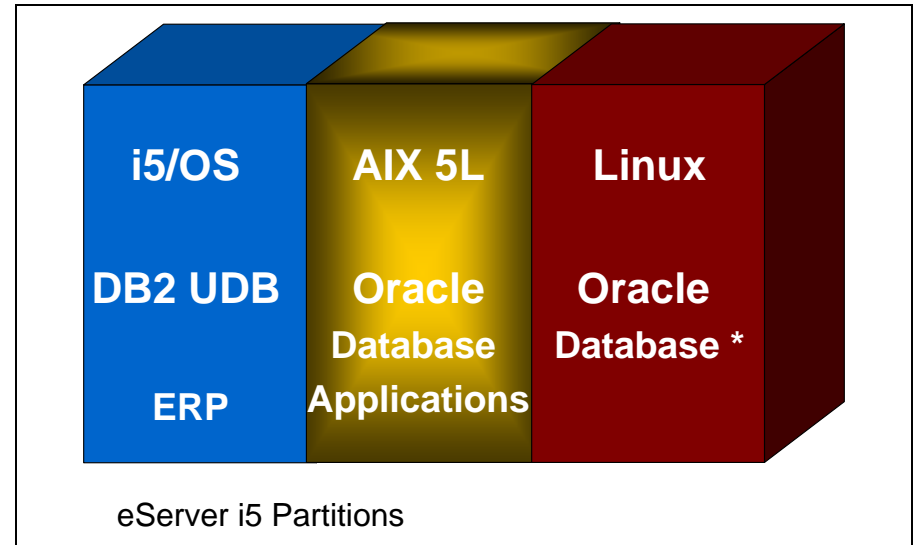 i5/OS
DB2 UDB
ERP
AIX 5L
Oracle
Database
Applications
Linux
Oracle
Database *
eServer i5 Partitions